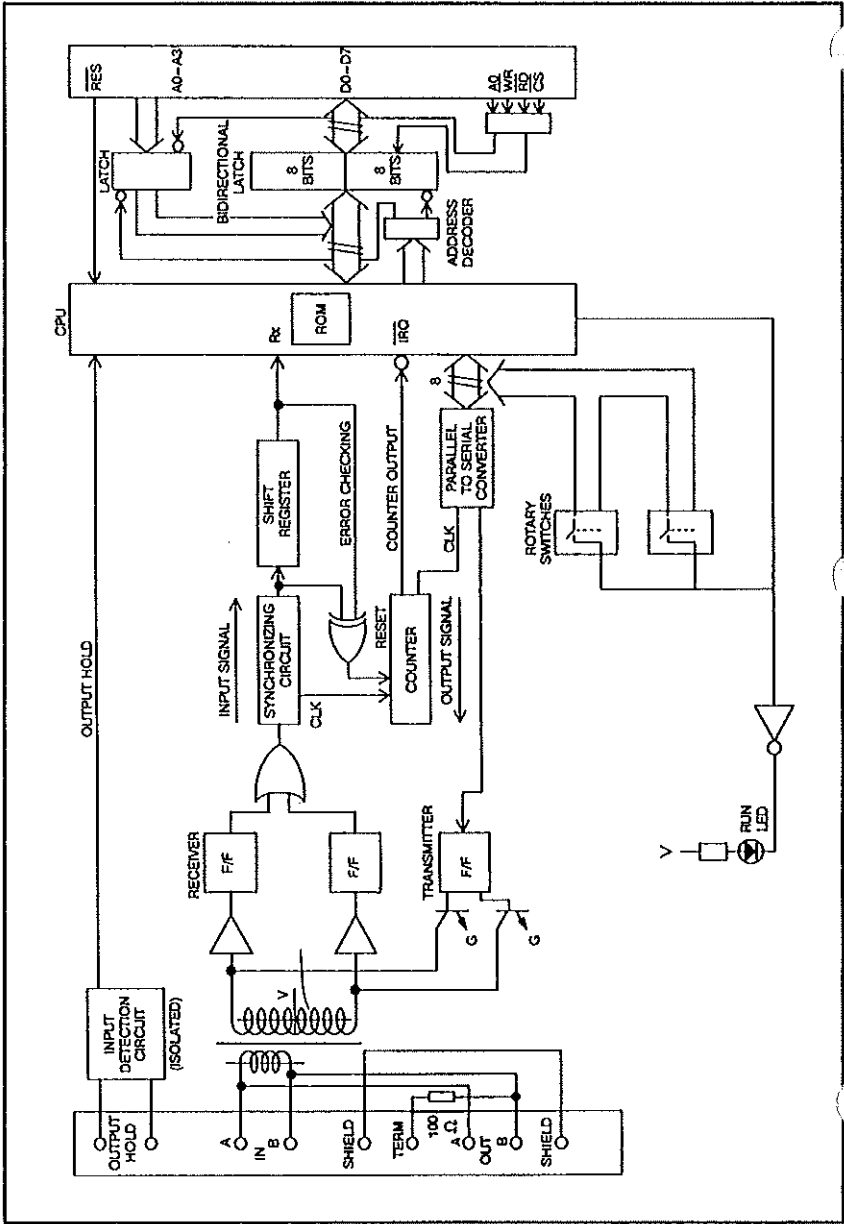 OUTPUT
HOLD
A
IN
B
SHIELD
TERM
100
Ω
A
OUT
B
SHIELD
INPUT
DETECTION
CIRCUIT
(ISOLATED)
V
RECEIVER
F/F
F/F
TRANSMITTER
F/F
G
G
V
RUN
LED
OUTPUT HOLD
INPUT SIGNAL
SYNCHRONIZING
CIRCUIT
CLK
RESET
COUNTER
OUTPUT SIGNAL
SHIFT
REGISTER
ERROR CHECKING
COUNTER OUTPUT
CLK
PARALLEL
TO SERIAL
CONVERTER
8
ROTARY
SWITCHES
CPU
Rx
ROM
IRQ
LATCH
BIDIRECTIONAL
LATCH
8
BITS
8
BITS
ADDRESS
DECODER
RES
A0–A3
D0–D7
A0
WR
RD
CS